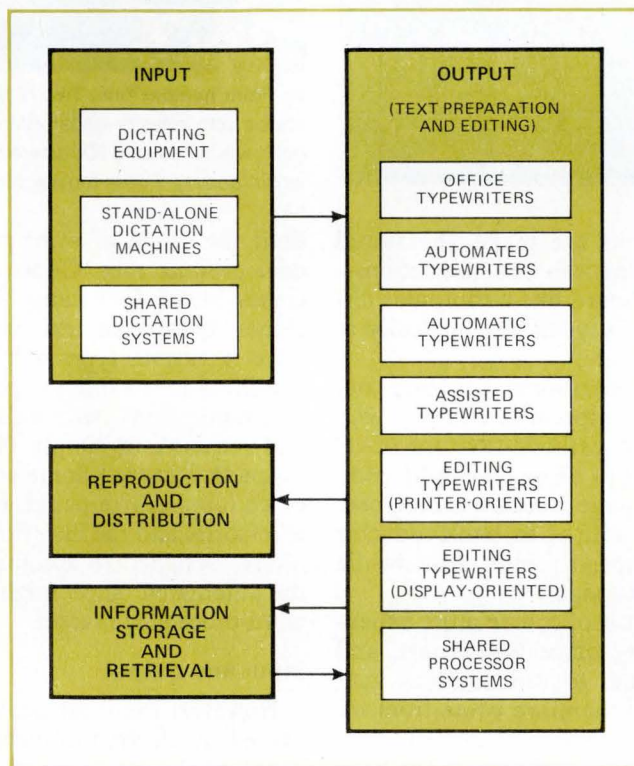 INPUT
DICTATING
EQUIPMENT
STAND-ALONE
DICTATION
MACHINES
SHARED
DICTATION
SYSTEMS
OUTPUT
(TEXT PREPARATION
AND EDITING)
OFFICE
TYPEWRITERS
AUTOMATED
TYPEWRITERS
AUTOMATIC
TYPEWRITERS
ASSISTED
TYPEWRITERS
EDITING
TYPEWRITERS
(PRINTER-ORIENTED)
EDITING
TYPEWRITERS
(DISPLAY-ORIENTED)
SHARED
PROCESSOR
SYSTEMS
REPRODUCTION
AND
DISTRIBUTION
INFORMATION
STORAGE
AND
RETRIEVAL